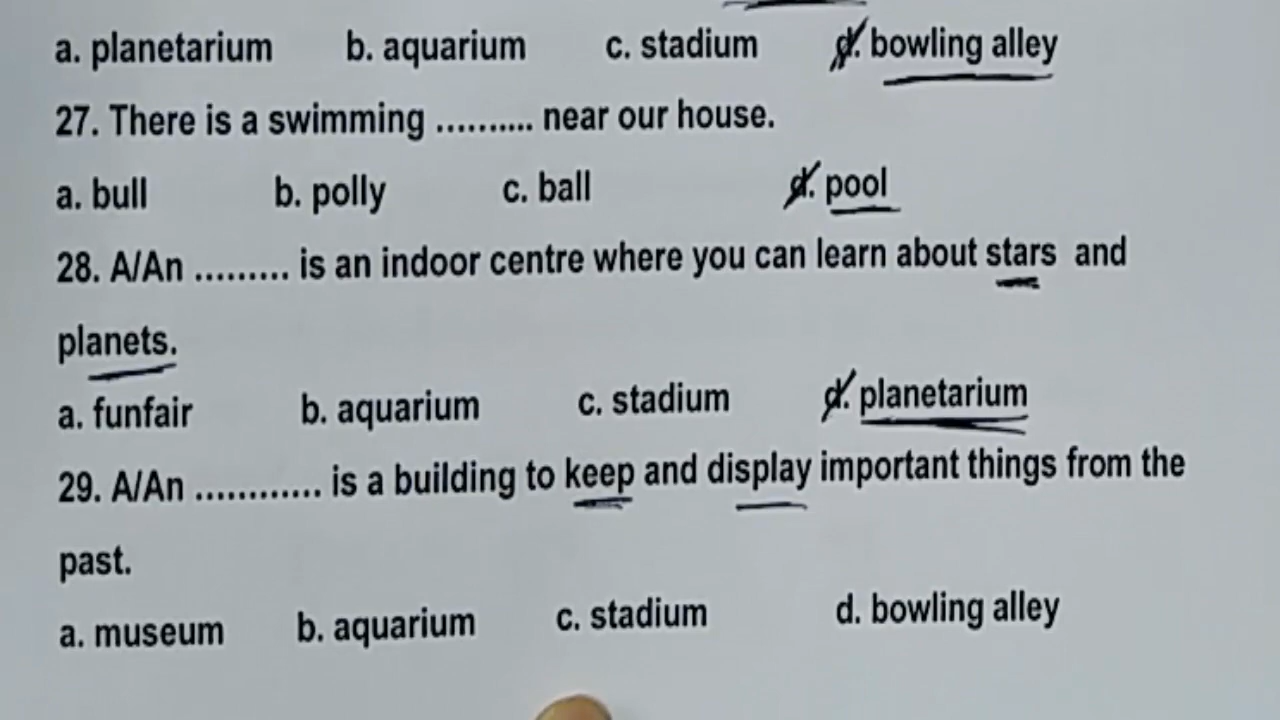 a. planetarium b. aquarium c. stadium d. bowling alley
27. There is a swimming .......... near our house.
a. bull b. polly c. ball d. pool
28. A/An ......... is an indoor centre where you can learn about stars and
planets.
a. funfair b. aquarium c. stadium d. planetarium
29. A/An ............ is a building to keep and display important things from the
past.
a. museum b. aquarium c. stadium d. bowling alley